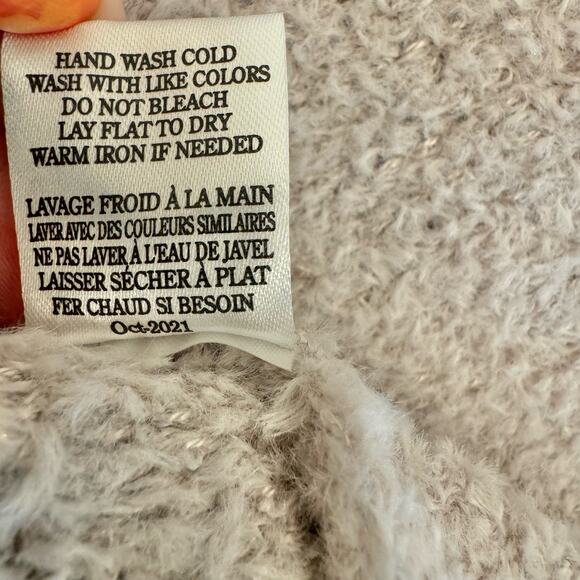 HAND WASH COLD
WASH WITH LIKE COLORS
DO NOT BLEACH
LAY FLAT TO DRY
WARM IRON IF NEEDED
LAVAGE FROID À LA MAIN
LAVER AVEC DES COULEURS SIMILAIRES
NE PAS LAVER À L'EAU DE JAVEL
LAISSER SÉCHER À PLAT
FER CHAUD SI BESOIN
Oct-2021